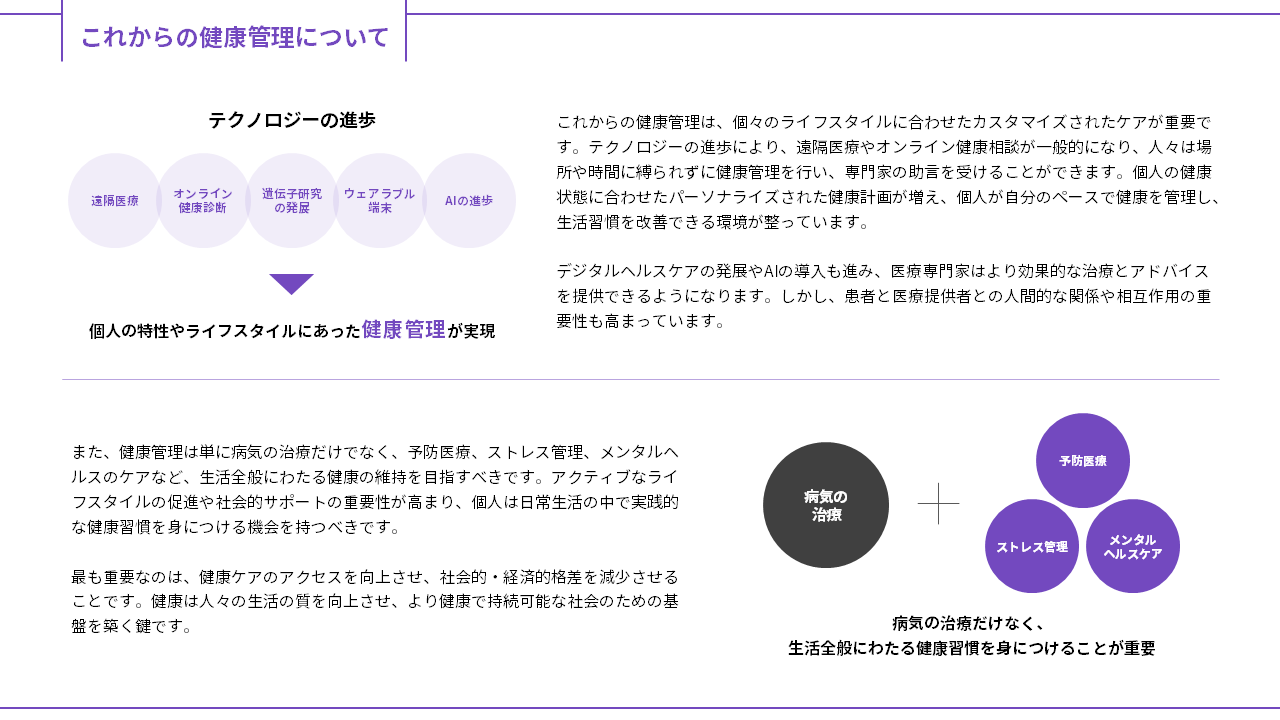 これからの健康管理について
テクノロジーの進歩
遠隔医療
オンライン
健康診断
遺伝子研究
の発展
ウェアラブル
端末
AIの進歩
個人の特性やライフスタイルにあった健康管理が実現
これからの健康管理は、個々のライフスタイルに合わせたカスタマイズされたケアが重要で
す。テクノロジーの進歩により、遠隔医療やオンライン健康相談が一般的になり、人々は場
所や時間に縛られずに健康管理を行い、専門家の助言を受けることができます。個人の健康
状態に合わせたパーソナライズされた健康計画が増え、個人が自分のペースで健康を管理し、
生活習慣を改善できる環境が整っています。
デジタルヘルスケアの発展やAIの導入も進み、医療専門家はより効果的な治療とアドバイス
を提供できるようになります。しかし、患者と医療提供者との人間的な関係や相互作用の重
要性も高まっています。
また、健康管理は単に病気の治療だけでなく、予防医療、ストレス管理、メンタルヘ
ルスのケアなど、生活全般にわたる健康の維持を目指すべきです。アクティブなライ
フスタイルの促進や社会的サポートの重要性が高まり、個人は日常生活の中で実践的
な健康習慣を身につける機会を持つべきです。
最も重要なのは、健康ケアのアクセスを向上させ、社会的・経済的格差を減少させる
ことです。健康は人々の生活の質を向上させ、より健康で持続可能な社会のための基
盤を築く鍵です。
病気の
治療
予防医療
ストレス管理
メンタル
ヘルスケア
病気の治療だけなく、
生活全般にわたる健康習慣を身につけることが重要